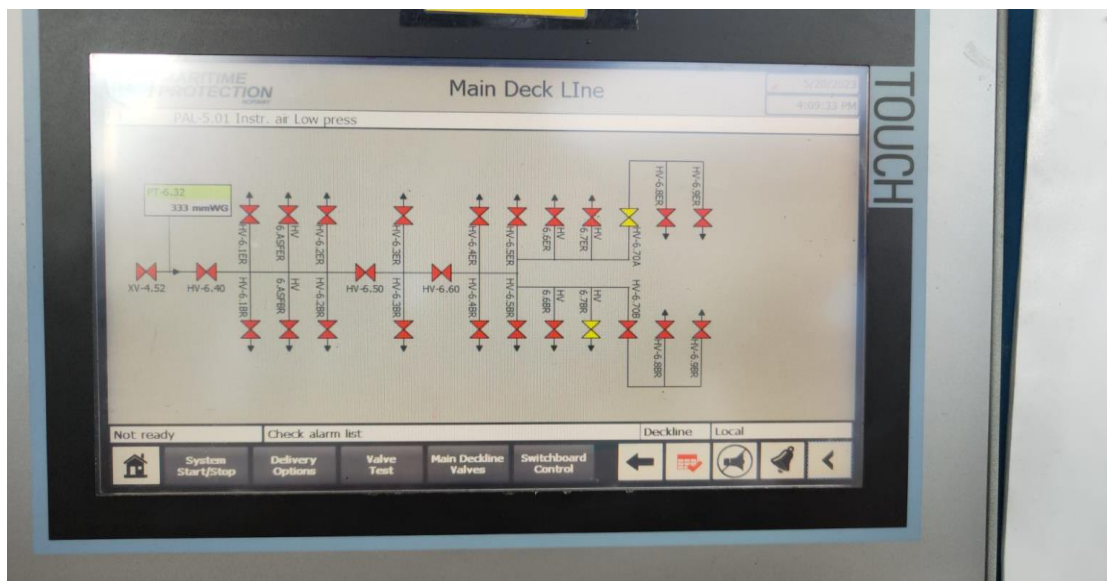 MARITIME
PROTECTION
Main Deck LIne
5/20/2023
4:09:33 PM
TOUCH
PAL-5.01 Instr. air Low press
PT-6.32
333 mmWG
HV-6.1ER
HV
6.ASFER
HV-6.2ER
HV-6.3ER
HV-6.4ER
HV-6.5ER
HV
6.6ER
HV
6.7ER
HV-6.70A
HV-6.8ER
HV-6.9ER
XV-4.52
HV-6.40
HV-6.50
HV-6.60
HV-6.1BR
HV
6.ASFBR
HV-6.2BR
HV-6.3BR
HV-6.4BR
HV-6.5BR
HV
6.6BR
HV
6.7BR
HV-6.70B
HV-6.8BR
HV-6.9BR
Not ready
Check alarm list
Deckline
Local
System
Start/Stop
Delivery
Options
Valve
Test
Main Deckline
Valves
Switchboard
Control